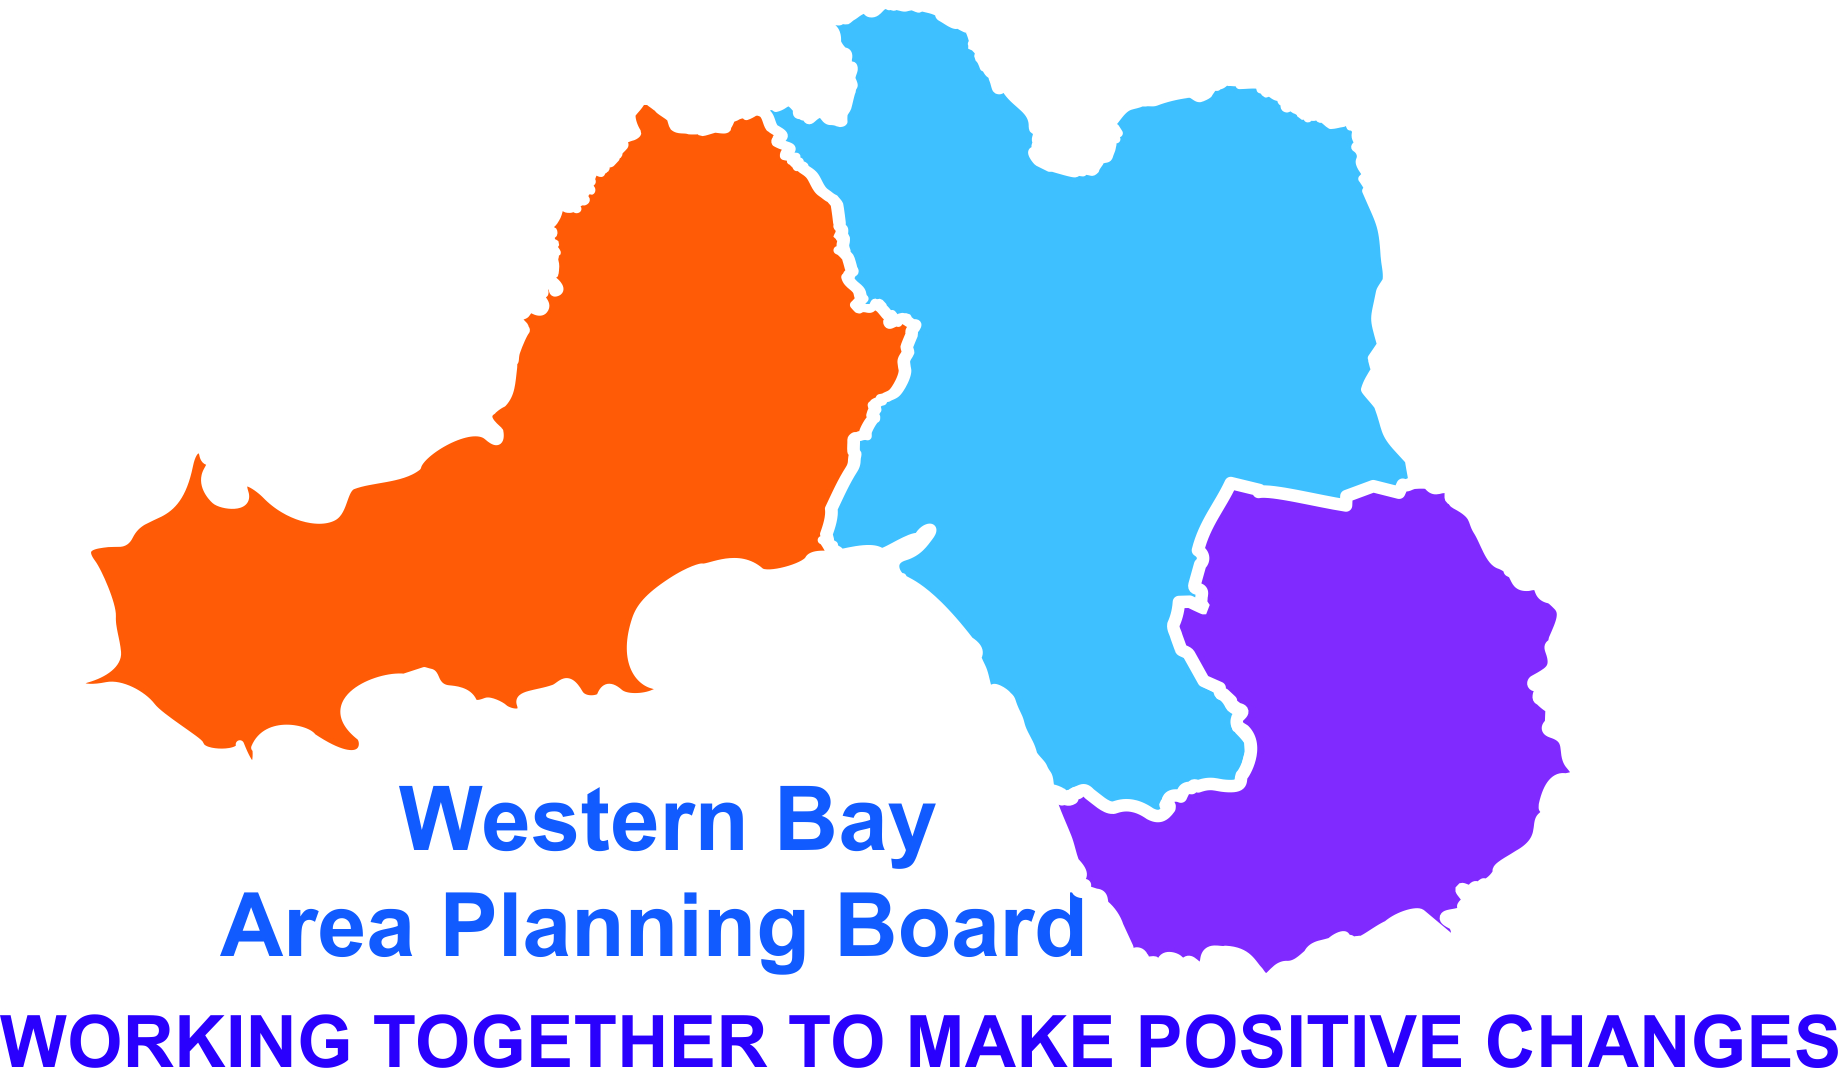 Western Bay
Area Planning Board
WORKING TOGETHER TO MAKE POSITIVE CHANGES